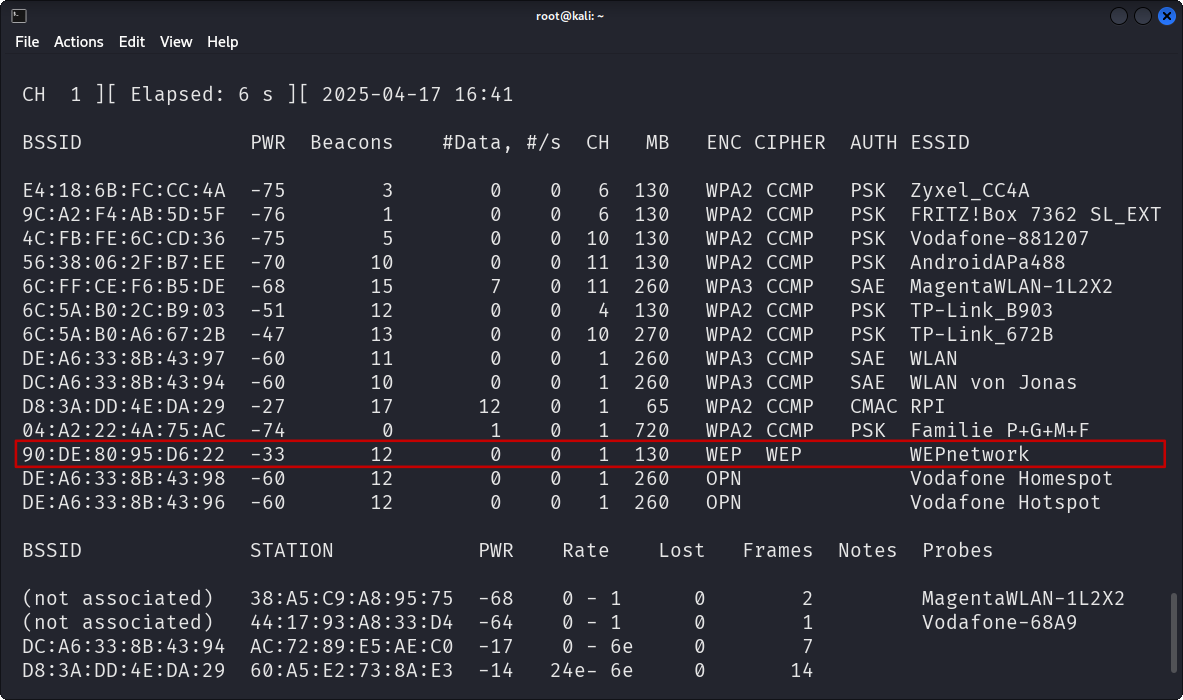 root@kali: ~
File Actions Edit View Help
CH 1 ][ Elapsed: 6 s ][ 2025-04-17 16:41
BSSID PWR Beacons #Data, #/s CH MB ENC CIPHER AUTH ESSID
E4:18:6B:FC:CC:4A -75 3 0 0 6 130 WPA2 CCMP PSK Zyxel_CC4A
9C:A2:F4:AB:5D:5F -76 1 0 0 6 130 WPA2 CCMP PSK FRITZ!Box 7362 SL_EXT
4C:FB:FE:6C:CD:36 -75 5 0 0 10 130 WPA2 CCMP PSK Vodafone-881207
56:38:06:2F:B7:EE -70 10 0 0 11 130 WPA2 CCMP PSK AndroidAPa488
6C:FF:CE:F6:B5:DE -68 15 7 0 11 260 WPA3 CCMP SAE MagentaWLAN-1L2X2
6C:5A:B0:2C:B9:03 -51 12 0 0 4 130 WPA2 CCMP PSK TP-Link_B903
6C:5A:B0:A6:67:2B -47 13 0 0 10 270 WPA2 CCMP PSK TP-Link_672B
DE:A6:33:8B:43:97 -60 11 0 0 1 260 WPA3 CCMP SAE WLAN
DC:A6:33:8B:43:94 -60 10 0 0 1 260 WPA3 CCMP SAE WLAN von Jonas
D8:3A:DD:4E:DA:29 -27 17 12 0 1 65 WPA2 CCMP CMAC RPI
04:A2:22:4A:75:AC -74 0 1 0 1 720 WPA2 CCMP PSK Familie P+G+M+F
90:DE:80:95:D6:22 -33 12 0 0 1 130 WEP WEP WEPnetwork
DE:A6:33:8B:43:98 -60 12 0 0 1 260 OPN Vodafone Homespot
DE:A6:33:8B:43:96 -60 12 0 0 1 260 OPN Vodafone Hotspot
BSSID STATION PWR Rate Lost Frames Notes Probes
(not associated) 38:A5:C9:A8:95:75 -68 0 - 1 0 2 MagentaWLAN-1L2X2
(not associated) 44:17:93:A8:33:D4 -64 0 - 1 0 1 Vodafone-68A9
DC:A6:33:8B:43:94 AC:72:89:E5:AE:C0 -17 0 - 6e 0 7
D8:3A:DD:4E:DA:29 60:A5:E2:73:8A:E3 -14 24e- 6e 0 14